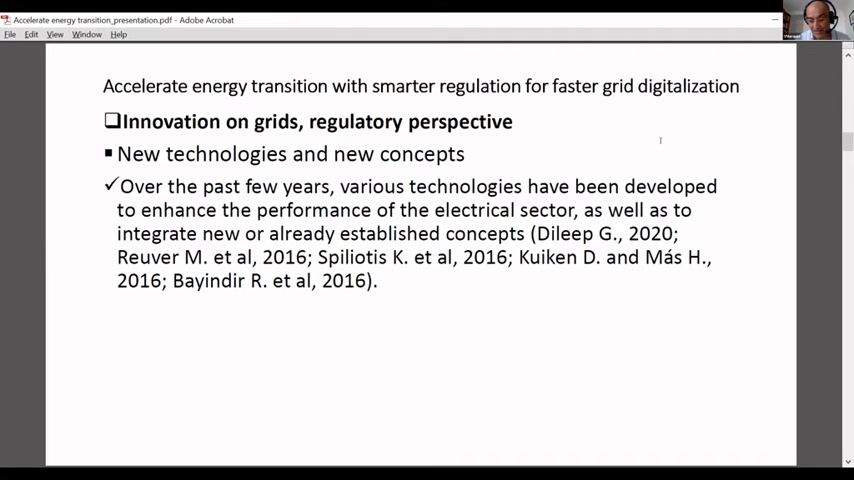 Accelerate energy transition_presentation.pdf - Adobe Acrobat
File Edit View Window Help
Accelerate energy transition with smarter regulation for faster grid digitalization
Innovation on grids, regulatory perspective
New technologies and new concepts
Over the past few years, various technologies have been developed
to enhance the performance of the electrical sector, as well as to
integrate new or already established concepts (Dileep G., 2020;
Reuver M. et al, 2016; Spiliotis K. et al, 2016; Kuiken D. and Más H.,
2016; Bayindir R. et al, 2016).